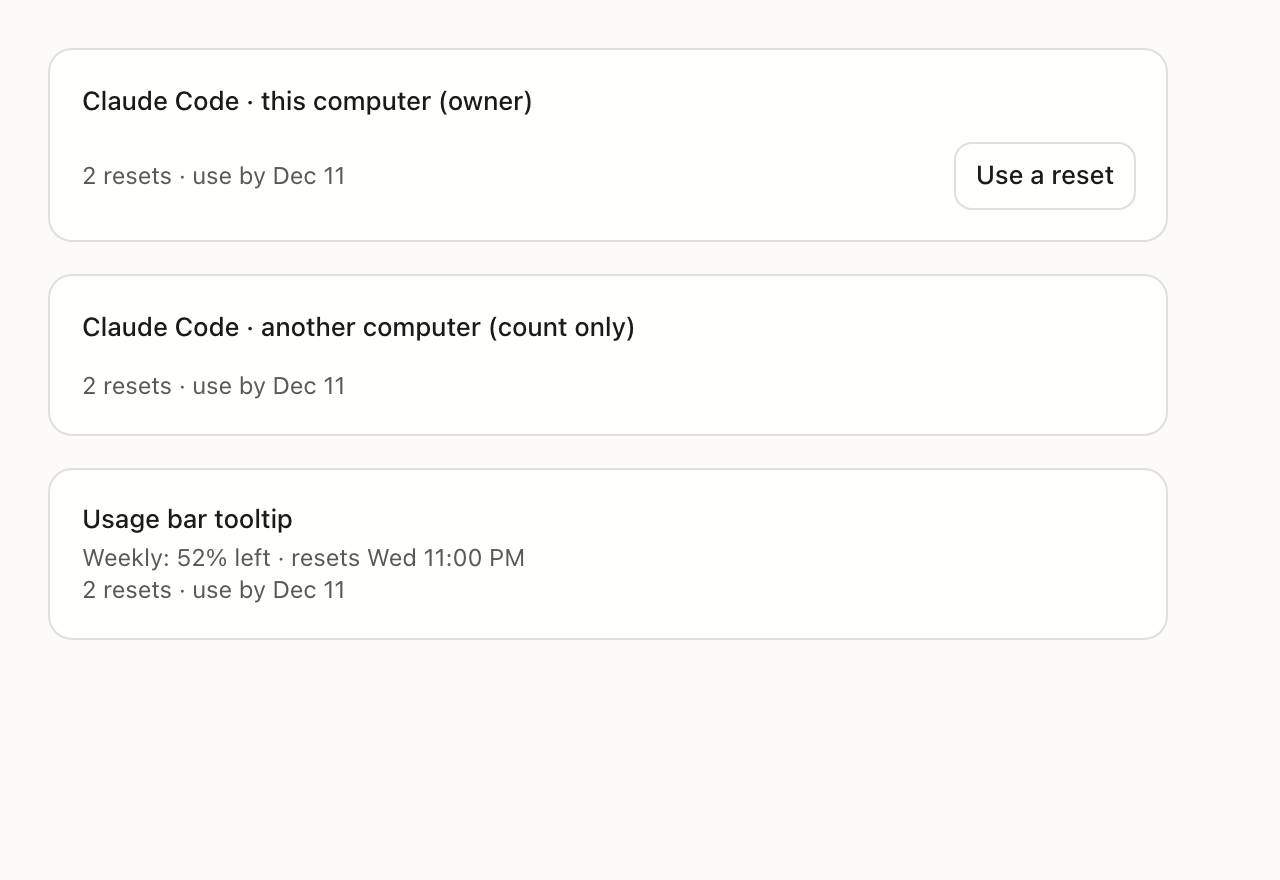 Claude Code · this computer (owner)
2 resets · use by Dec 11
Use a reset
Claude Code · another computer (count only)
2 resets · use by Dec 11
Usage bar tooltip
Weekly: 52% left · resets Wed 11:00 PM
2 resets · use by Dec 11